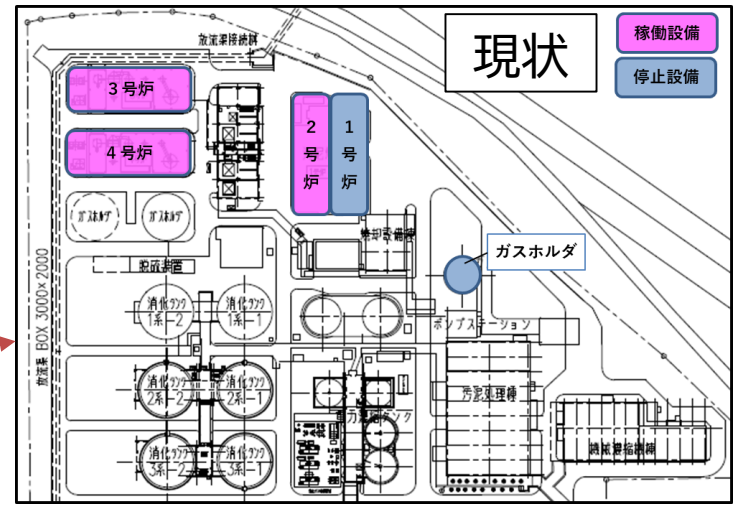 現状
稼働設備
停止設備
放流渠接続桝
3号炉
4号炉
2号炉
1号炉
ガスホルダ
ガスホルダ
焼却設備棟
ガスホルダ
脱硫装置
消化タンク
1系-2
消化タンク
1系-1
ポンプステーション
放流渠 BOX 3000×2000
消化タンク
2系-2
消化タンク
2系-1
汚泥処理棟
消化タンク
3系-2
消化タンク
3系-1
機械濃縮機棟